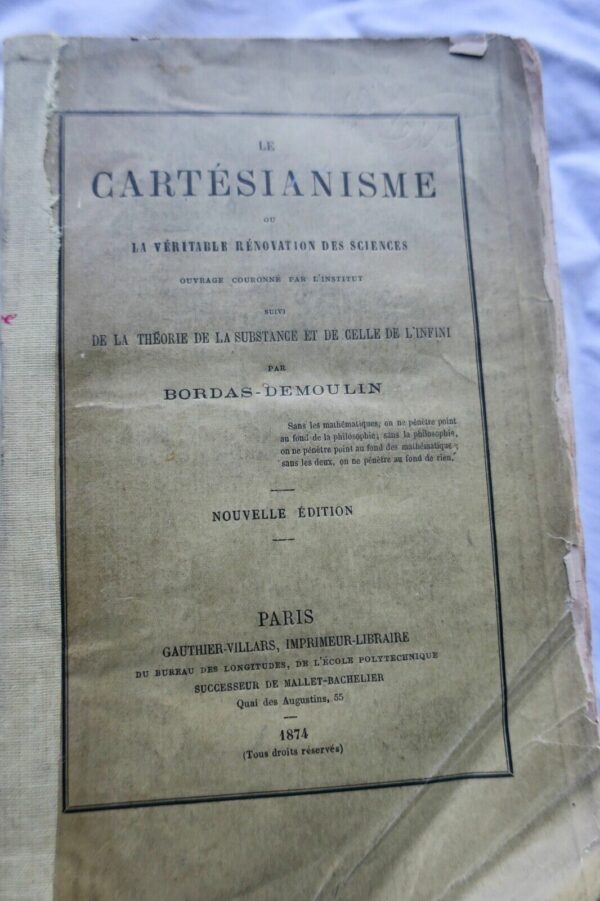 LE
CARTÉSIANISME
OU
LA VÉRITABLE RÉNOVATION DES SCIENCES
OUVRAGE COURONNÉ PAR L'INSTITUT
SUIVI
DE LA THÉORIE DE LA SUBSTANCE ET DE CELLE DE L'INFINI
PAR
BORDAS-DEMOULIN
Sans les mathématiques, on ne pénètre point
au fond de la philosophie; sans la philosophie,
on ne pénètre point au fond des mathématique;
sans les deux, on ne pénètre au fond de rien.
NOUVELLE ÉDITION
PARIS
GAUTHIER-VILLARS, IMPRIMEUR-LIBRAIRE
DU BUREAU DES LONGITUDES, DE L'ÉCOLE POLYTECHNIQUE
SUCCESSEUR DE MALLET-BACHELIER
Quai des Augustins, 55
1874
(Tous droits réservés)